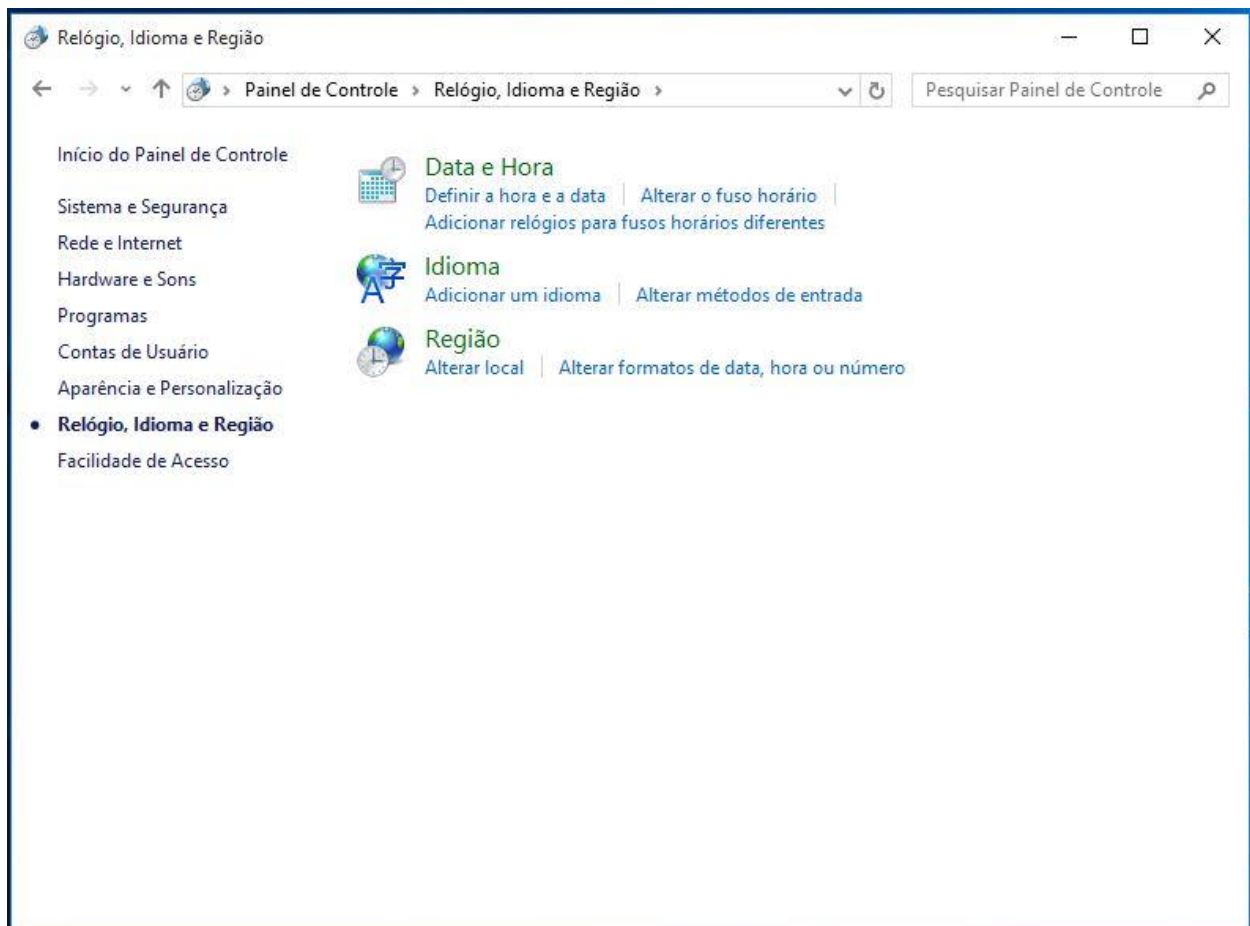 Relógio, Idioma e Região
Painel de Controle Relógio, Idioma e Região
Pesquisar Painel de Controle
Início do Painel de Controle
Sistema e Segurança
Rede e Internet
Hardware e Sons
Programas
Contas de Usuário
Aparência e Personalização
Relógio, Idioma e Região
Facilidade de Acesso
Data e Hora
Definir a hora e a data Alterar o fuso horário
Adicionar relógios para fusos horários diferentes
Idioma
Adicionar um idioma Alterar métodos de entrada
Região
Alterar local Alterar formatos de data, hora ou número